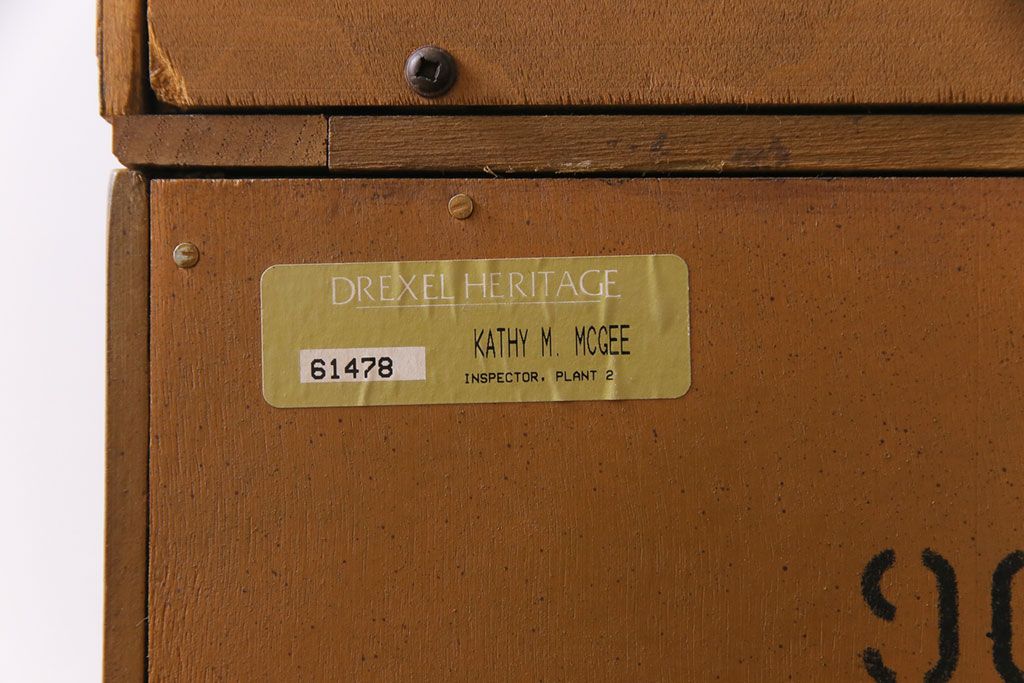 DREXEL HERITAGE
KATHY M. MCGEE
61478
INSPECTOR, PLANT 2